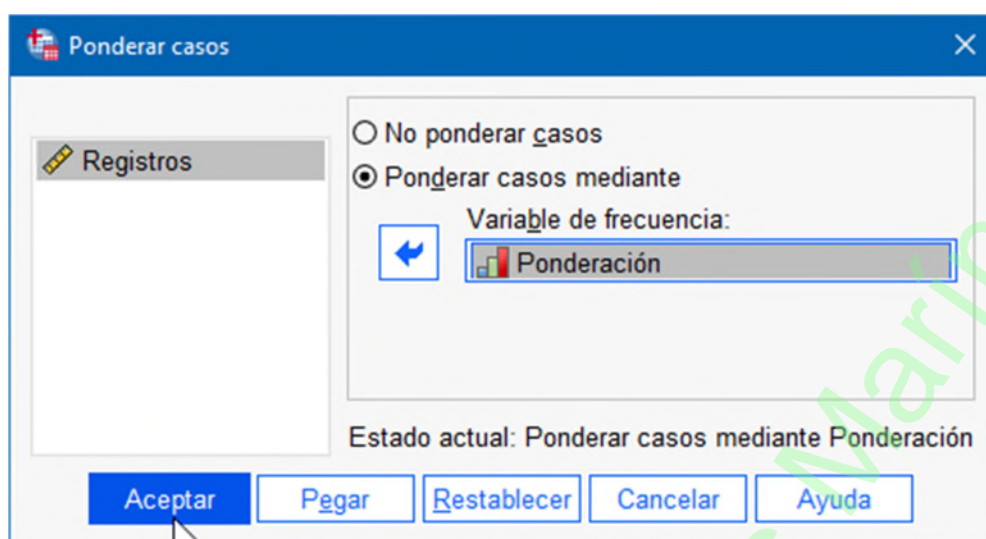 Ponderar casos
Registros
No ponderar casos
Ponderar casos mediante
Variable de frecuencia:
Ponderación
Estado actual: Ponderar casos mediante Ponderación
Aceptar
Pegar
Restablecer
Cancelar
Ayuda
Marín